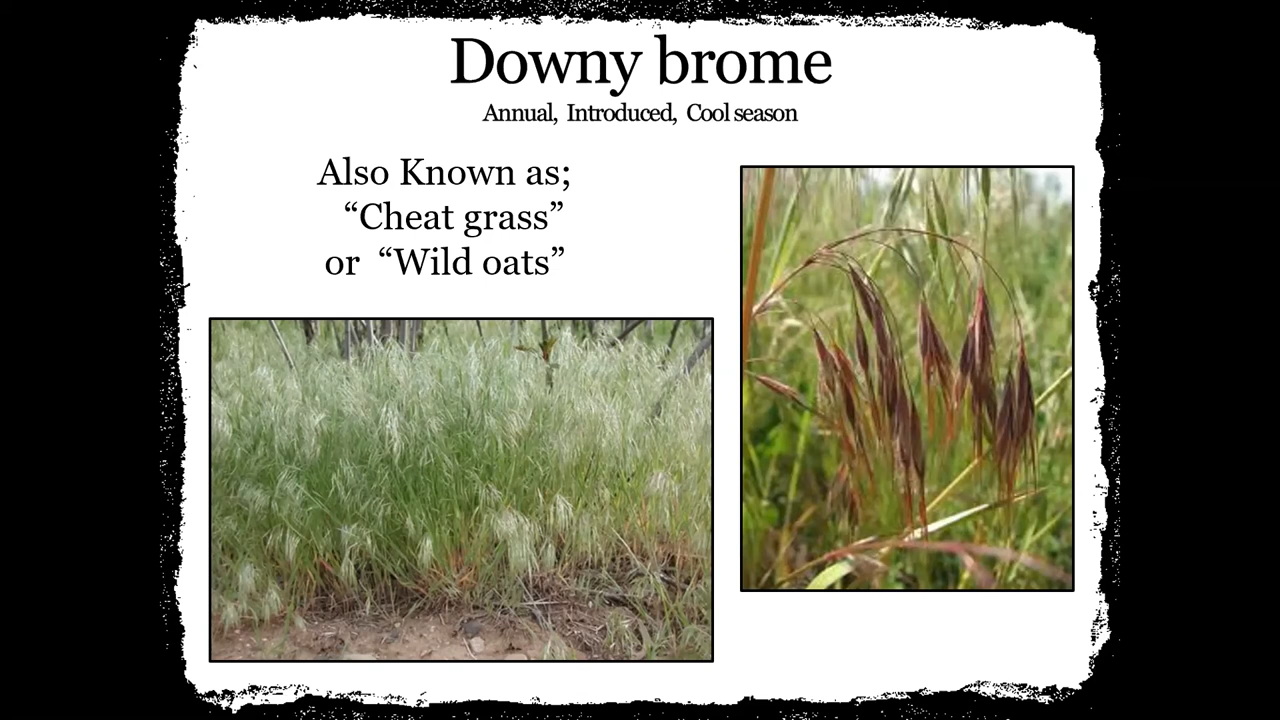 Downy brome
Annual, Introduced, Cool season
Also Known as;
“Cheat grass”
or “Wild oats”